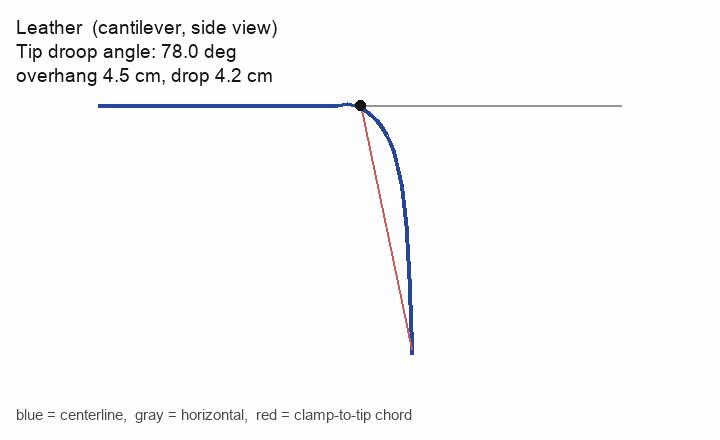 Leather (cantilever, side view)
Tip droop angle: 78.0 deg
overhang 4.5 cm, drop 4.2 cm
blue = centerline, gray = horizontal, red = clamp-to-tip chord